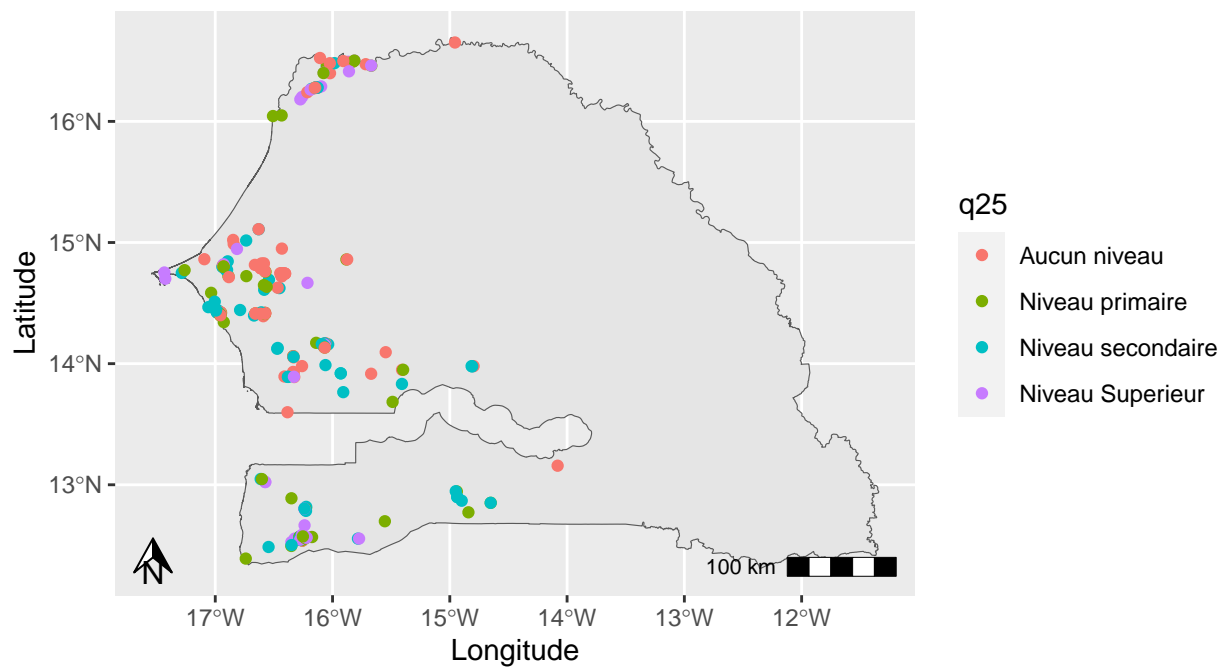 16°N
15°N
14°N
13°N
Latitude
N
100 km
17°W
16°W
15°W
14°W
13°W
12°W
Longitude
q25
Aucun niveau
Niveau primaire
Niveau secondaire
Niveau Superieur